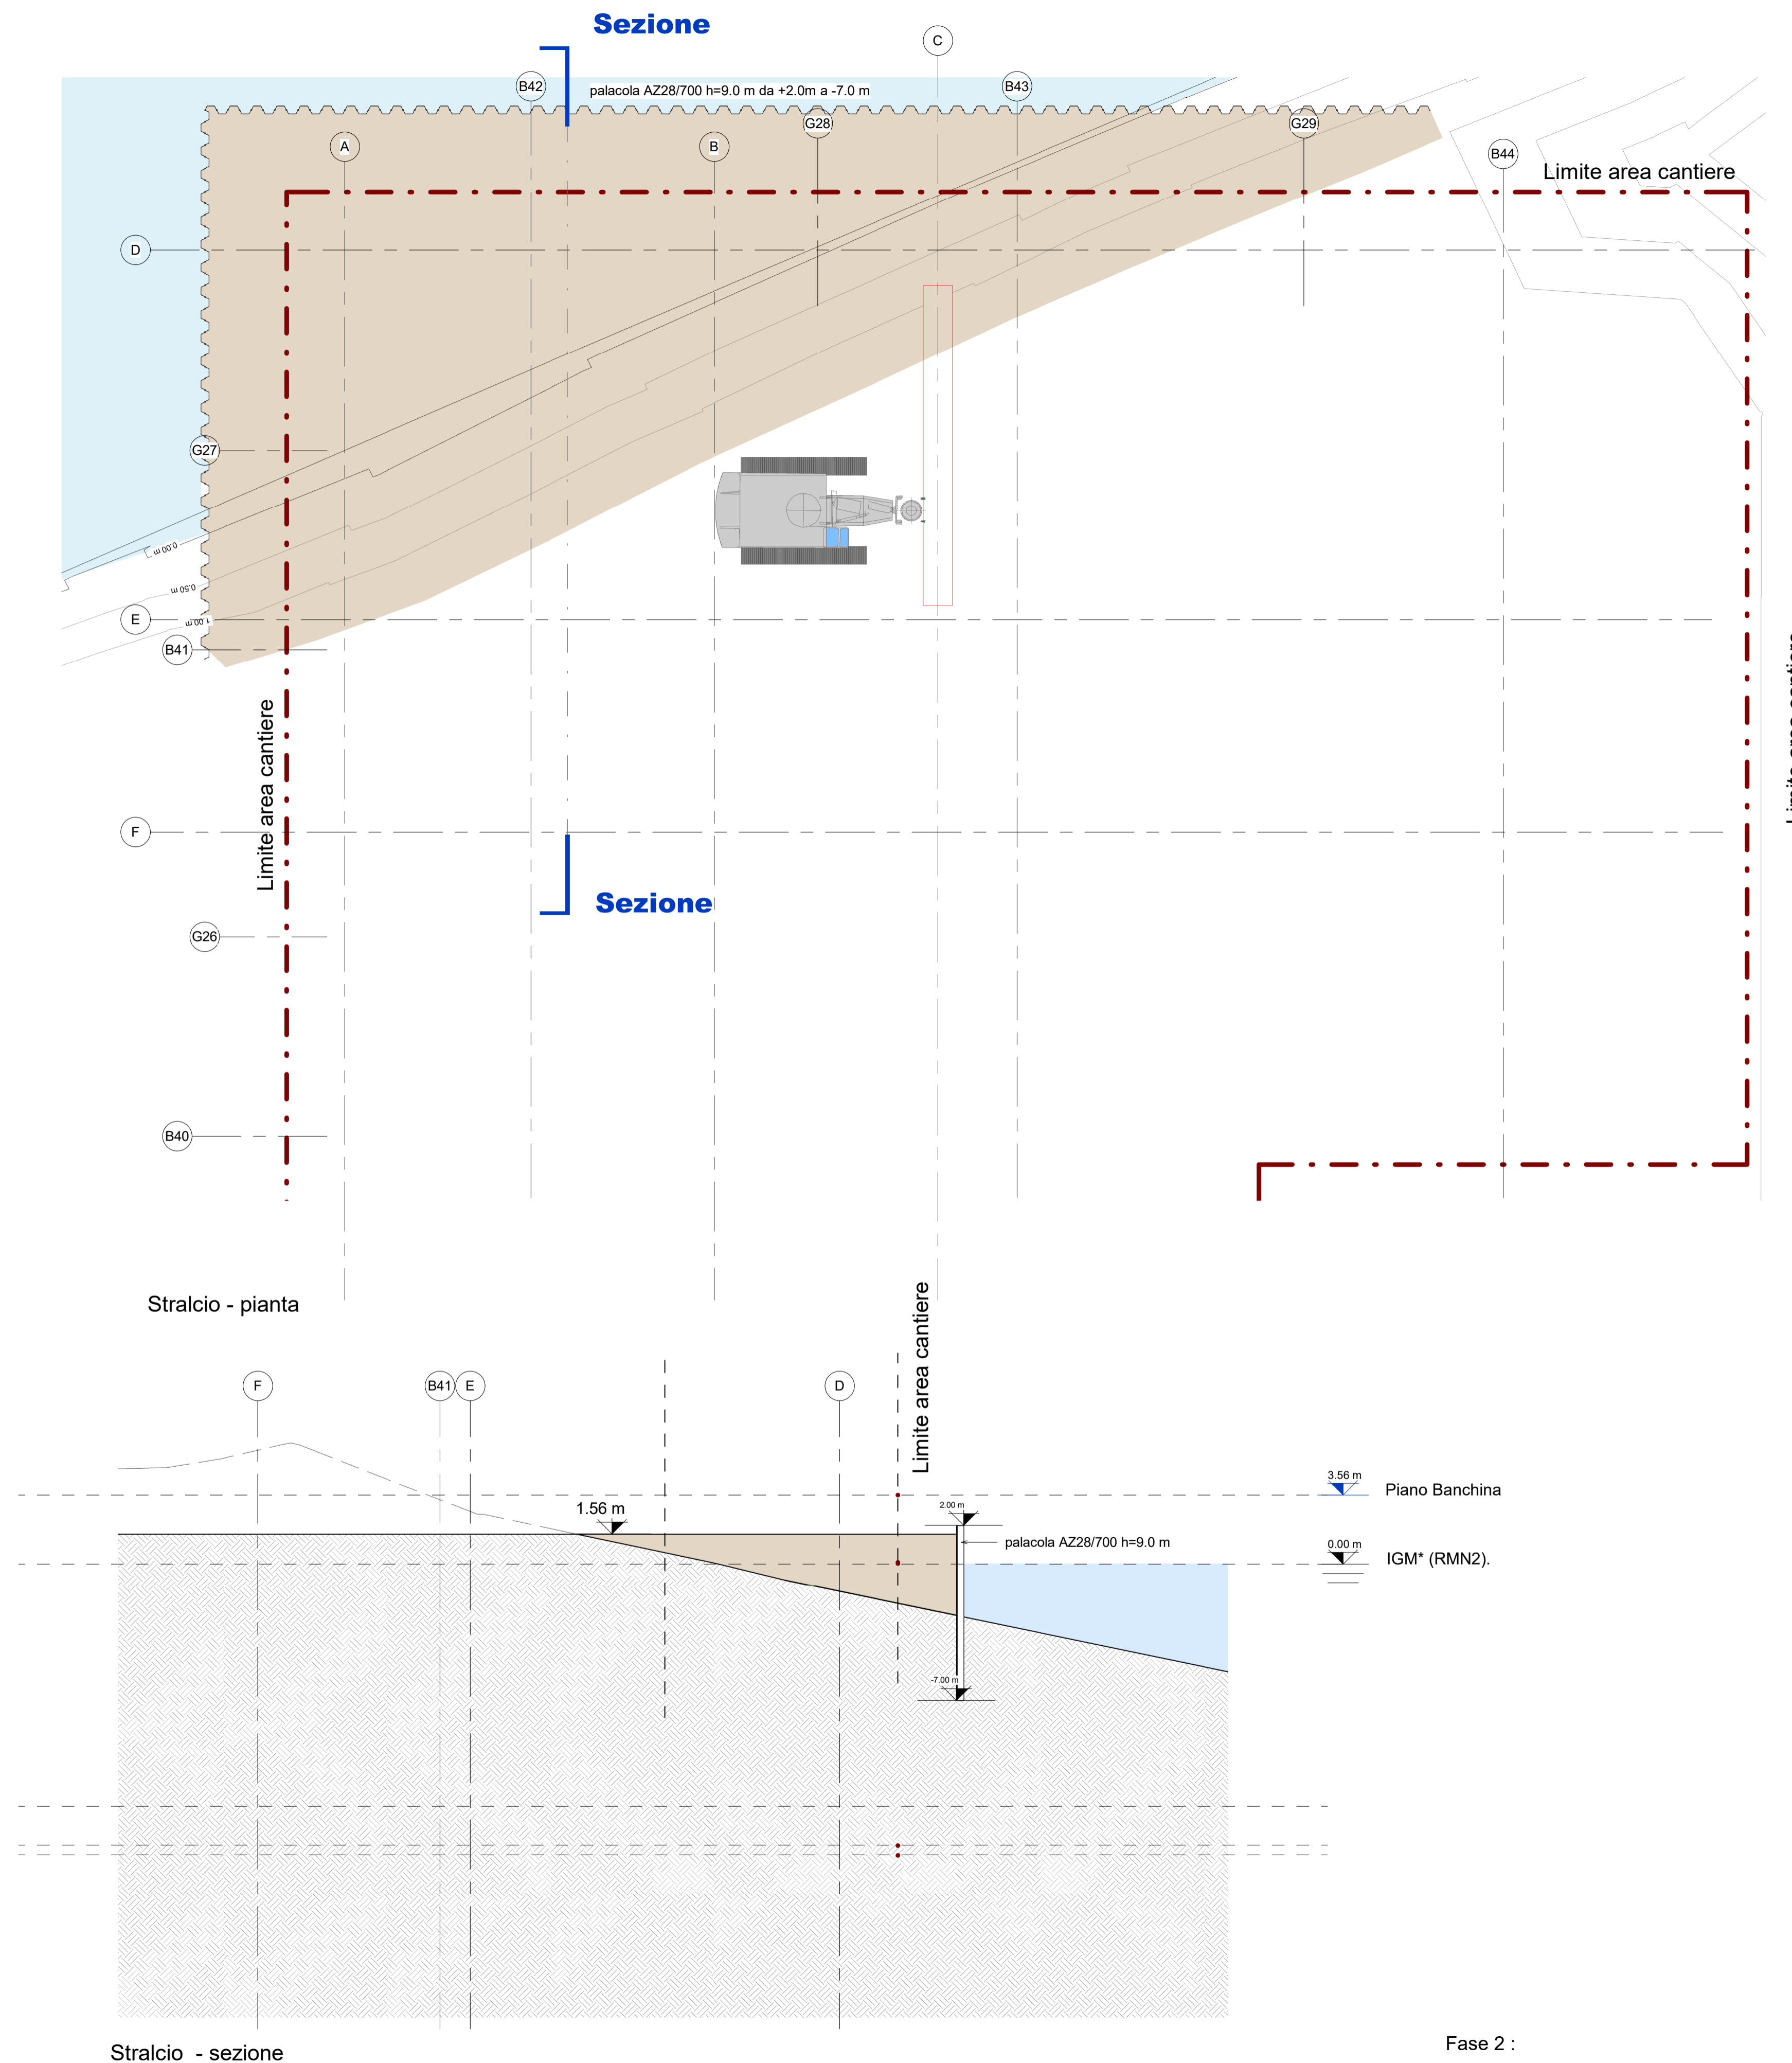 Sezione
C
B42
B43
palacola AZ28/700 h=9.0 m da +2.0m a -7.0 m
G28
G29
A
B
B44
Limite area cantiere
D
G27
0.00 m
0.50 m
E
1.00 m
B41
Limite area cantiere
Limite area cantiere
F
Sezione
G26
B40
Stralcio - pianta
Limite area cantiere
F
B41
E
D
3.56 m
Piano Banchina
1.56 m
2.00 m
palacola AZ28/700 h=9.0 m
0.00 m
IGM* (RMN2).
-7.00 m
Fase 2 :
Stralcio - sezione